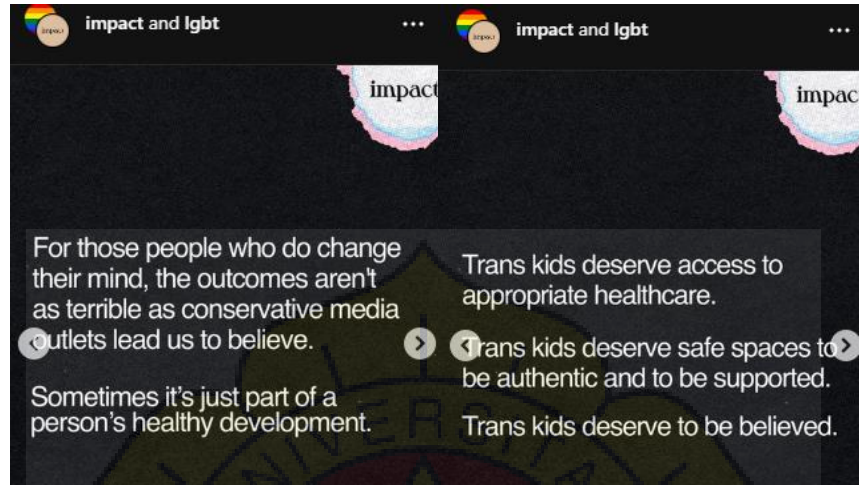 impact and lgbt
impact
impact
For those people who do change
their mind, the outcomes aren't
as terrible as conservative media
outlets lead us to believe.
Sometimes it's just part of a
person's healthy development.
impact and lgbt
impact
impac
Trans kids deserve access to
appropriate healthcare.
Trans kids deserve safe spaces to
be authentic and to be supported.
Trans kids deserve to be believed.